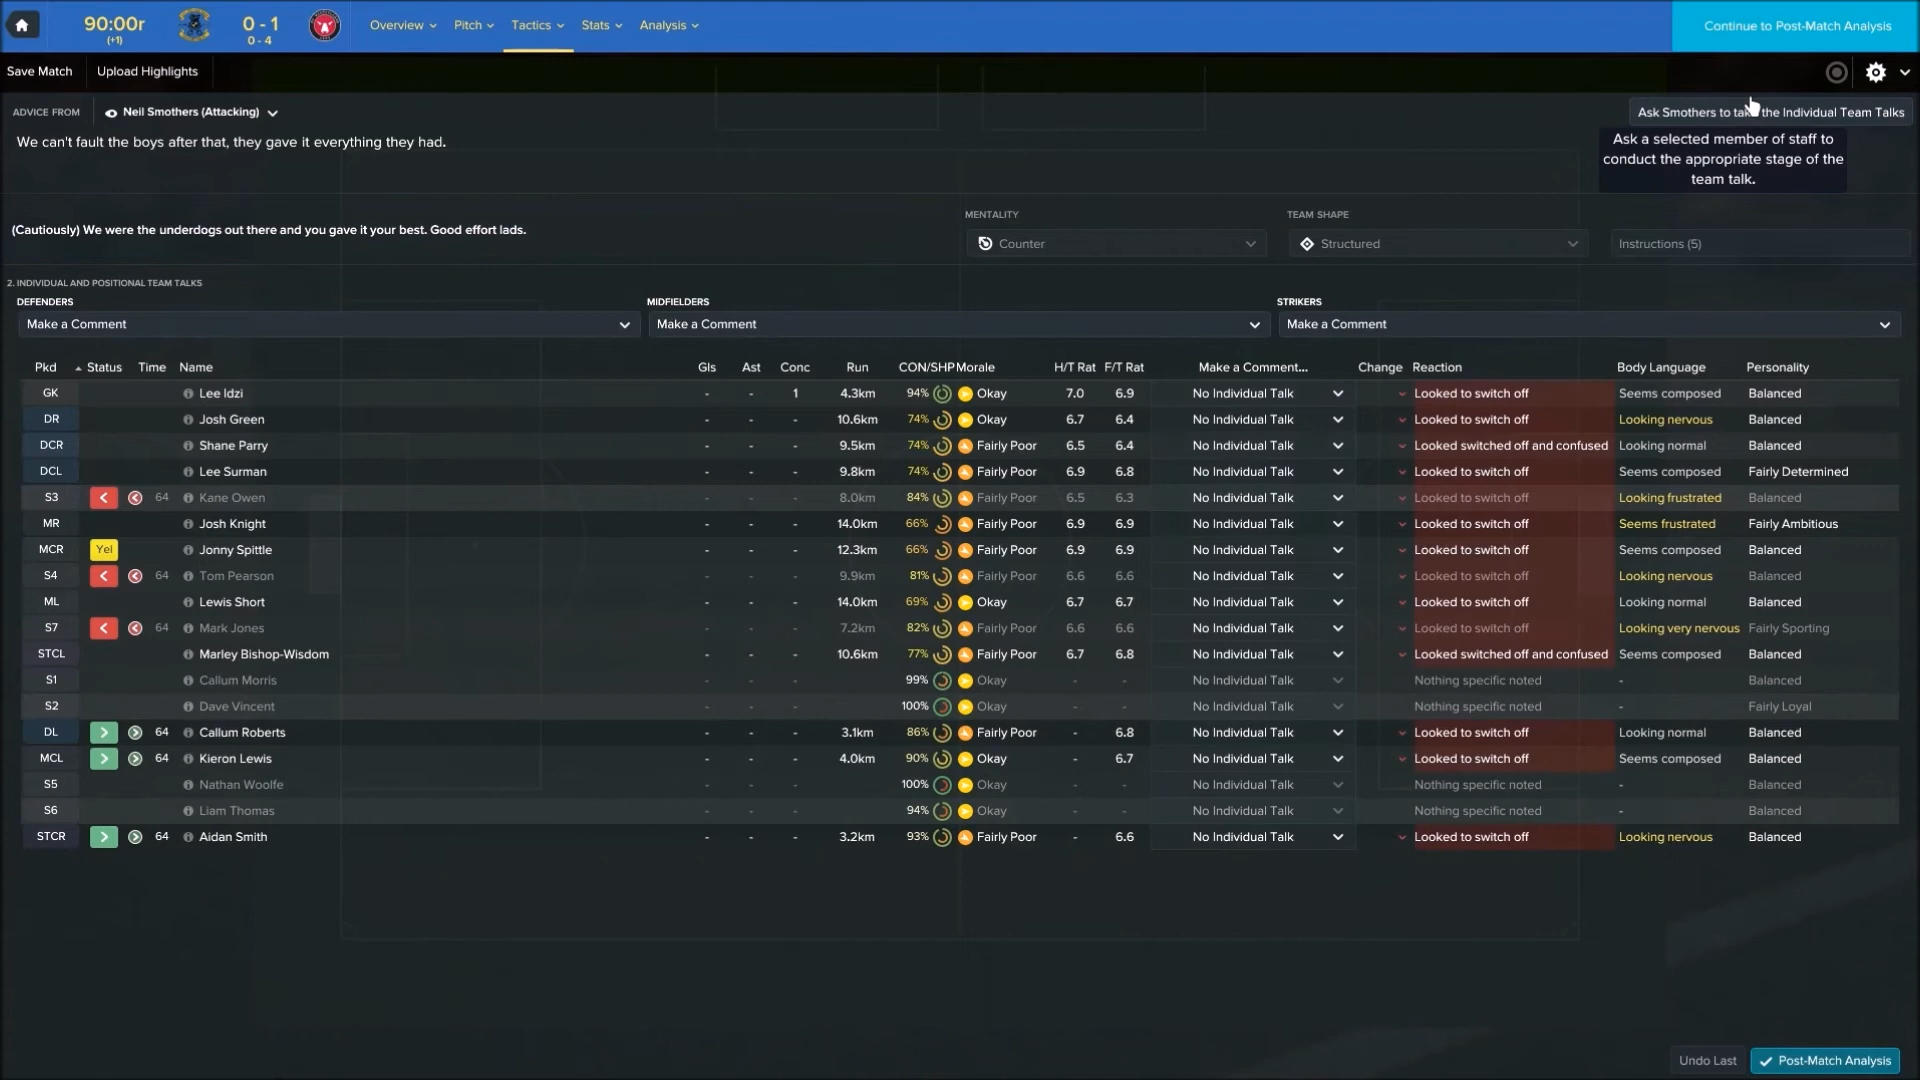 90:00r
(+1)
0 - 1
0 - 4
Overview
Pitch
Tactics
Stats
Analysis
Continue to Post-Match Analysis
Save Match
Upload Highlights
ADVICE FROM
Neil Smothers (Attacking)
Ask Smothers to take the Individual Team Talks
We can't fault the boys after that, they gave it everything they had.
Ask a selected member of staff to
conduct the appropriate stage of the
team talk.
(Cautiously) We were the underdogs out there and you gave it your best. Good effort lads.
MENTALITY
Counter
TEAM SHAPE
Structured
Instructions (5)
2. INDIVIDUAL AND POSITIONAL TEAM TALKS
DEFENDERS MIDFIELDERS STRIKERS
Make a Comment Make a Comment Make a Comment
Pkd Status Time Name Gls Ast Conc Run CON/SHP Morale H/T Rat F/T Rat Make a Comment... Change Reaction Body Language Personality
GK Lee Idzi - - 1 4.3km 94% Okay 7.0 6.9 No Individual Talk Looked to switch off Seems composed Balanced
DR Josh Green - - - 10.6km 74% Okay 6.7 6.4 No Individual Talk Looked to switch off Looking nervous Balanced
DCR Shane Parry - - - 9.5km 74% Fairly Poor 6.5 6.4 No Individual Talk Looked switched off and confused Looking normal Balanced
DCL Lee Surman - - - 9.8km 74% Fairly Poor 6.9 6.8 No Individual Talk Looked to switch off Seems composed Fairly Determined
S3 64 Kane Owen - - - 8.0km 84% Fairly Poor 6.5 6.3 No Individual Talk Looked to switch off Looking frustrated Balanced
MR Josh Knight - - - 14.0km 66% Fairly Poor 6.9 6.9 No Individual Talk Looked to switch off Seems frustrated Fairly Ambitious
MCR Yel Jonny Spittle - - - 12.3km 66% Fairly Poor 6.9 6.9 No Individual Talk Looked to switch off Seems composed Balanced
S4 64 Tom Pearson - - - 9.9km 81% Fairly Poor 6.6 6.6 No Individual Talk Looked to switch off Looking nervous Balanced
ML Lewis Short - - - 14.0km 69% Okay 6.7 6.7 No Individual Talk Looked to switch off Looking normal Balanced
S7 64 Mark Jones - - - 7.2km 82% Fairly Poor 6.6 6.6 No Individual Talk Looked to switch off Looking very nervous Fairly Sporting
STCL Marley Bishop-Wisdom - - - 10.6km 77% Fairly Poor 6.7 6.8 No Individual Talk Looked switched off and confused Seems composed Balanced
S1 Callum Morris - - - 99% Okay - - No Individual Talk Nothing specific noted - Balanced
S2 Dave Vincent - - - 100% Okay - - No Individual Talk Nothing specific noted - Fairly Loyal
DL 64 Callum Roberts - - - 3.1km 86% Fairly Poor - 6.8 No Individual Talk Looked to switch off Looking normal Balanced
MCL 64 Kieron Lewis - - - 4.0km 90% Okay - 6.7 No Individual Talk Looked to switch off Seems composed Balanced
S5 Nathan Woolfe - - - 100% Okay - - No Individual Talk Nothing specific noted - Balanced
S6 Liam Thomas - - - 94% Okay - - No Individual Talk Nothing specific noted - Balanced
STCR 64 Aidan Smith - - - 3.2km 93% Fairly Poor - 6.6 No Individual Talk Looked to switch off Looking nervous Balanced
Undo Last
Post-Match Analysis